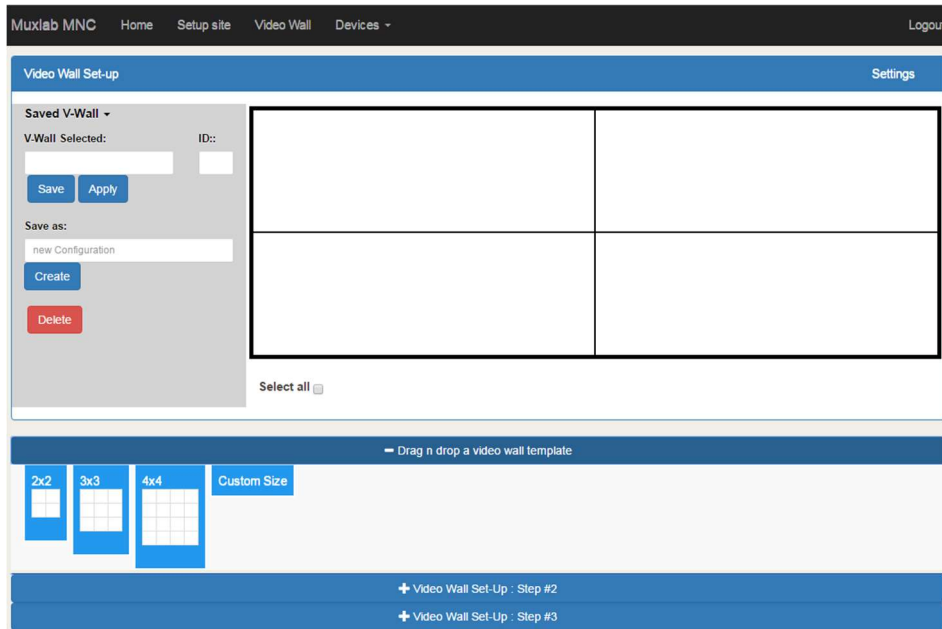 Muxlab MNC Home Setup site Video Wall Devices Logou
Video Wall Set-up Settings
Saved V-Wall
V-Wall Selected: ID::
Save Apply
Save as:
new Configuration
Create
Delete
Select all
Drag n drop a video wall template
2x2 3x3 4x4 Custom Size
Video Wall Set-Up : Step #2
Video Wall Set-Up : Step #3